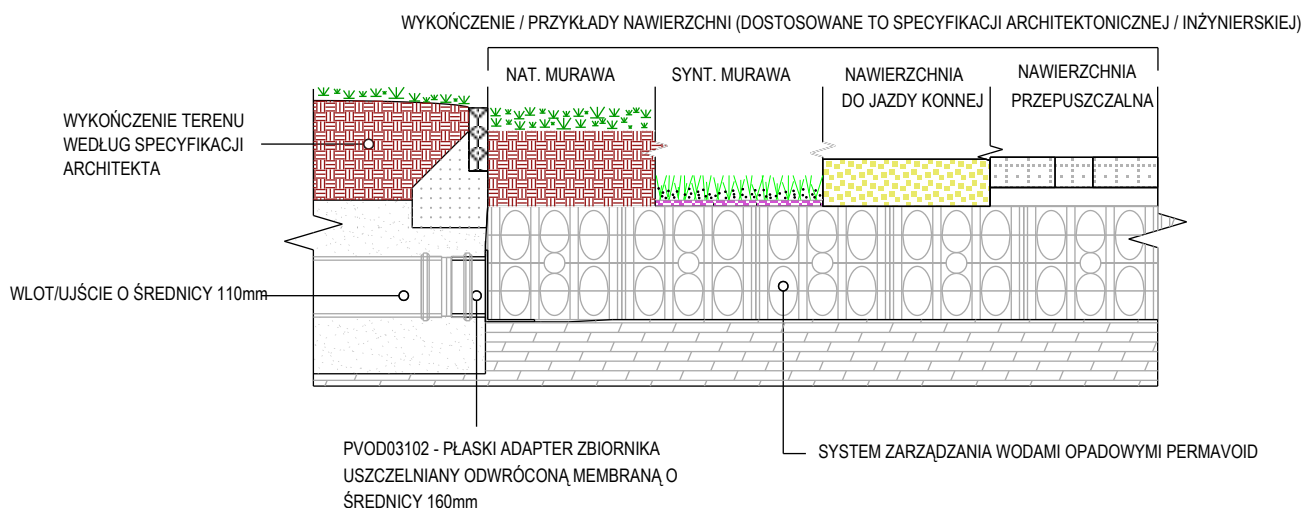 WYKOŃCZENIE / PRZYKŁADY NAWIERZCHNI (DOSTOSOWANE TO SPECYFIKACJI ARCHITEKTONICZNEJ / INŻYNIERSKIEJ)
NAT. MURAWA
SYNT. MURAWA
NAWIERZCHNIA
DO JAZDY KONNEJ
NAWIERZCHNIA
PRZEPUSZCZALNA
WYKOŃCZENIE TERENU
WEDŁUG SPECYFIKACJI
ARCHITEKTA
WLOT/UJŚCIE O ŚREDNICY 110mm
PVOD03102 - PŁASKI ADAPTER ZBIORNIKA
USZCZELNIANY ODWRÓCONĄ MEMBRANĄ O
ŚREDNICY 160mm
SYSTEM ZARZĄDZANIA WODAMI OPADOWYMI PERMAVOID